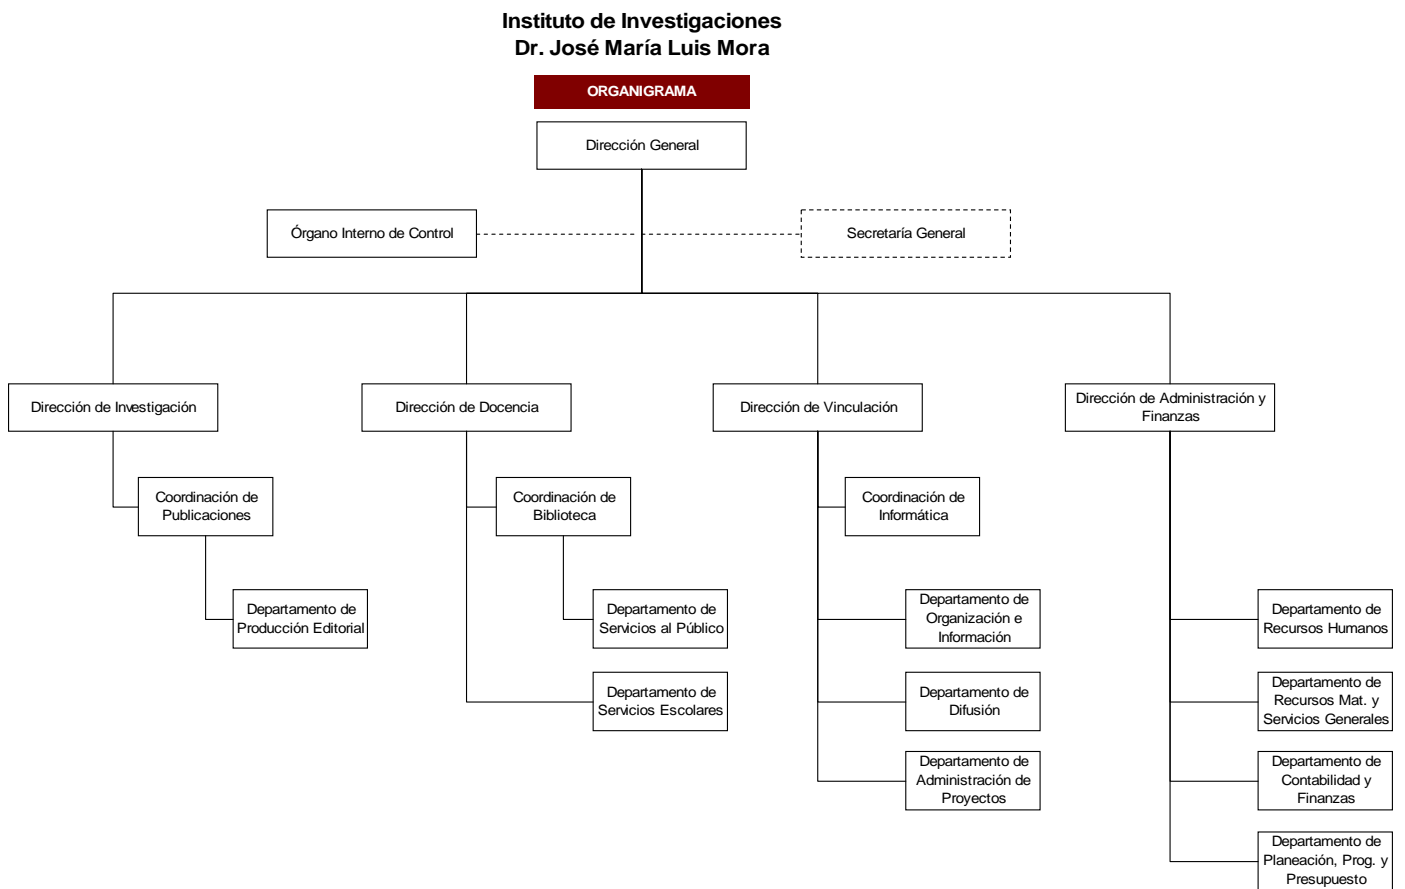 Instituto de Investigaciones
Dr. José María Luis Mora
ORGANIGRAMA
Dirección General
Órgano Interno de Control
Secretaría General
Dirección de Investigación
Dirección de Docencia
Dirección de Vinculación
Dirección de Administración y
Finanzas
Coordinación de
Publicaciones
Coordinación de
Biblioteca
Coordinación de
Informática
Departamento de
Producción Editorial
Departamento de
Servicios al Público
Departamento de
Organización e
Información
Departamento de
Recursos Humanos
Departamento de
Servicios Escolares
Departamento de
Difusión
Departamento de
Recursos Mat. y
Servicios Generales
Departamento de
Administración de
Proyectos
Departamento de
Contabilidad y
Finanzas
Departamento de
Planeación, Prog. y
Presupuesto